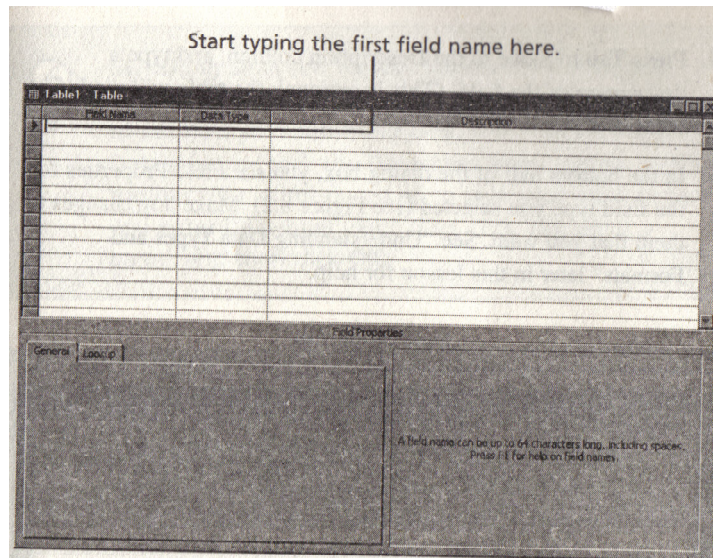 Start typing the first field name here.
Table1 : Table
Field Name Data Type Description
Field Properties
General Lookup
A field name can be up to 64 characters long, including spaces.
Press F1 for help on field names.